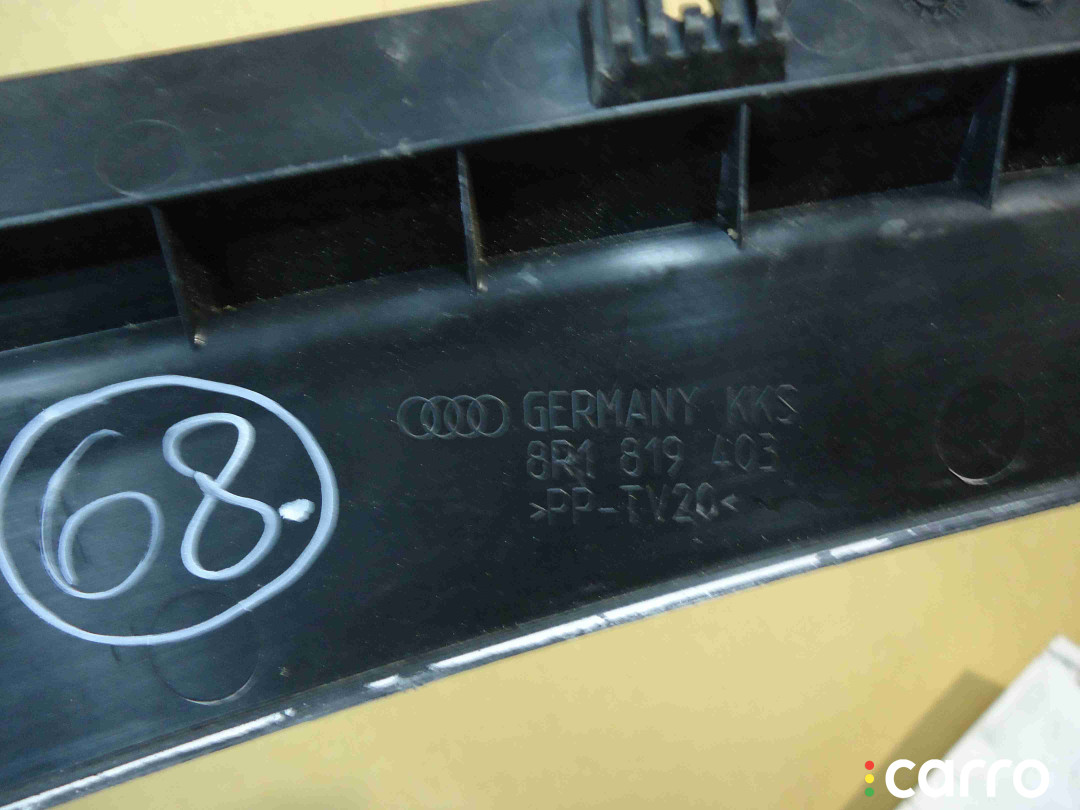 68.
GERMANY KKS
8R1 819 403
>PP-TV20<
carro